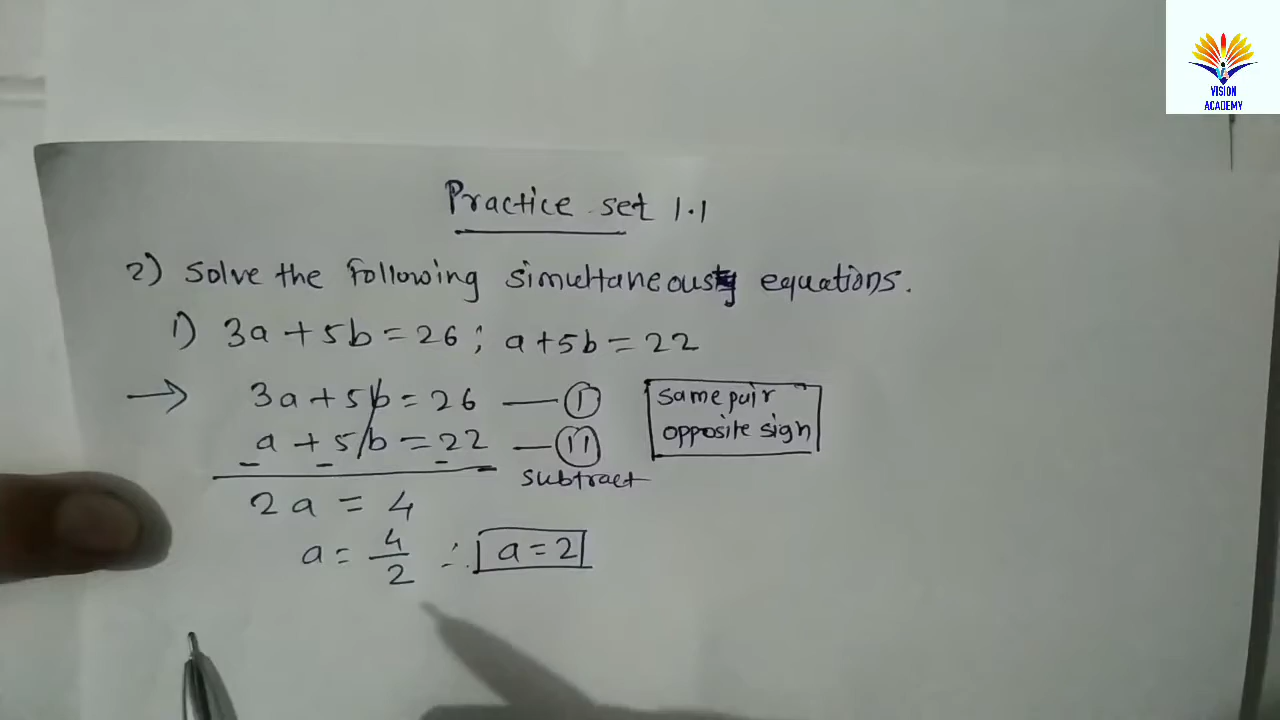 VISION
ACADEMY
Practice set 1.1
2) Solve the following simultaneous equations.
1) 3a + 5b = 26 ; a + 5b = 22
→ 3a + 5b = 26 — (I)
a + 5b = 22 — (II)
- - -
subtract
same pair
opposite sign
2a = 4
a = 4/2 ∴ a = 2